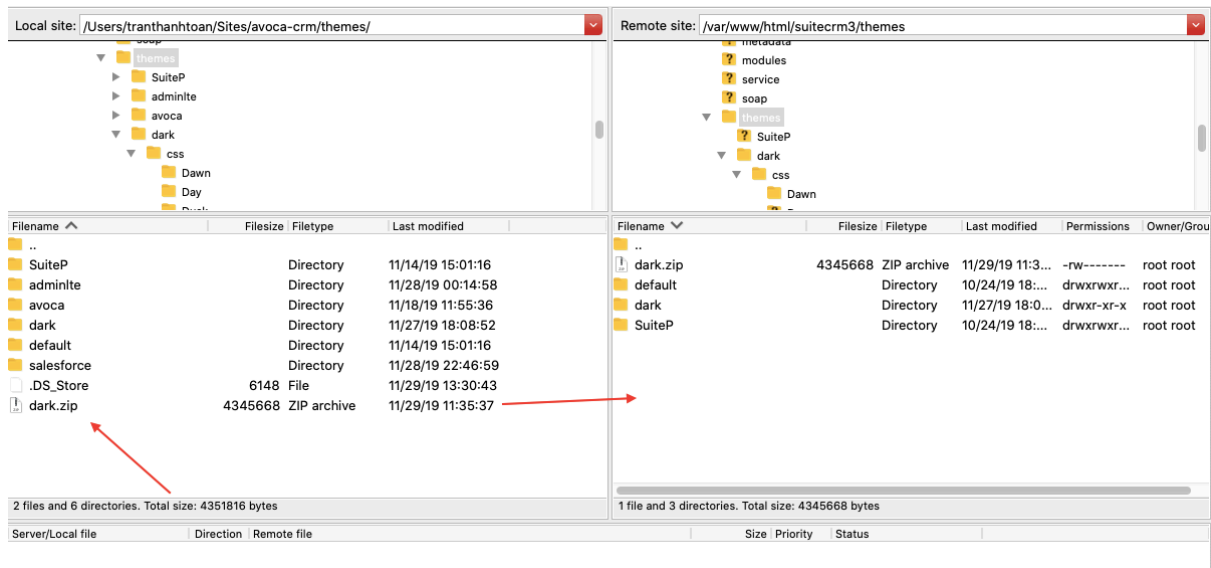 Local site: /Users/tranthanhtoan/Sites/avoca-crm/themes/
soap
themes
SuiteP
adminlte
avoca
dark
css
Dawn
Day
Dusk
Filename Filesize Filetype Last modified
..
SuiteP Directory 11/14/19 15:01:16
adminlte Directory 11/28/19 00:14:58
avoca Directory 11/18/19 11:55:36
dark Directory 11/27/19 18:08:52
default Directory 11/14/19 15:01:16
salesforce Directory 11/28/19 22:46:59
.DS_Store 6148 File 11/29/19 13:30:43
dark.zip 4345668 ZIP archive 11/29/19 11:35:37
2 files and 6 directories. Total size: 4351816 bytes
Remote site: /var/www/html/suitecrm3/themes
metadata
? modules
? service
? soap
themes
? SuiteP
dark
css
Dawn
Filename Filesize Filetype Last modified Permissions Owner/Grou
..
dark.zip 4345668 ZIP archive 11/29/19 11:3... -rw------- root root
default Directory 10/24/19 18:... drwxrwxr... root root
dark Directory 11/27/19 18:0... drwxr-xr-x root root
SuiteP Directory 10/24/19 18:... drwxrwxr... root root
1 file and 3 directories. Total size: 4345668 bytes
Server/Local file Direction Remote file Size Priority Status